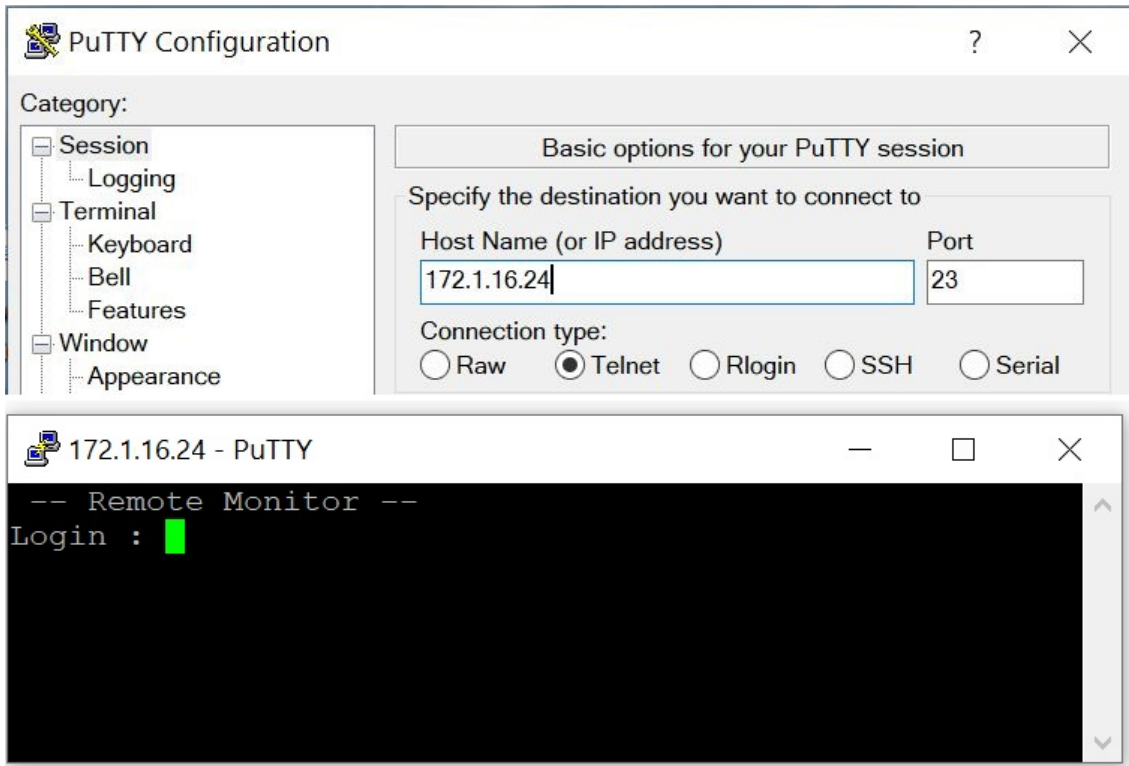 PuTTY Configuration ? ×
Category:
Session
Logging
Terminal
Keyboard
Bell
Features
Window
Appearance
Basic options for your PuTTY session
Specify the destination you want to connect to
Host Name (or IP address) Port
172.1.16.24 23
Connection type:
Raw Telnet Rlogin SSH Serial
172.1.16.24 - PuTTY
-- Remote Monitor --
Login :